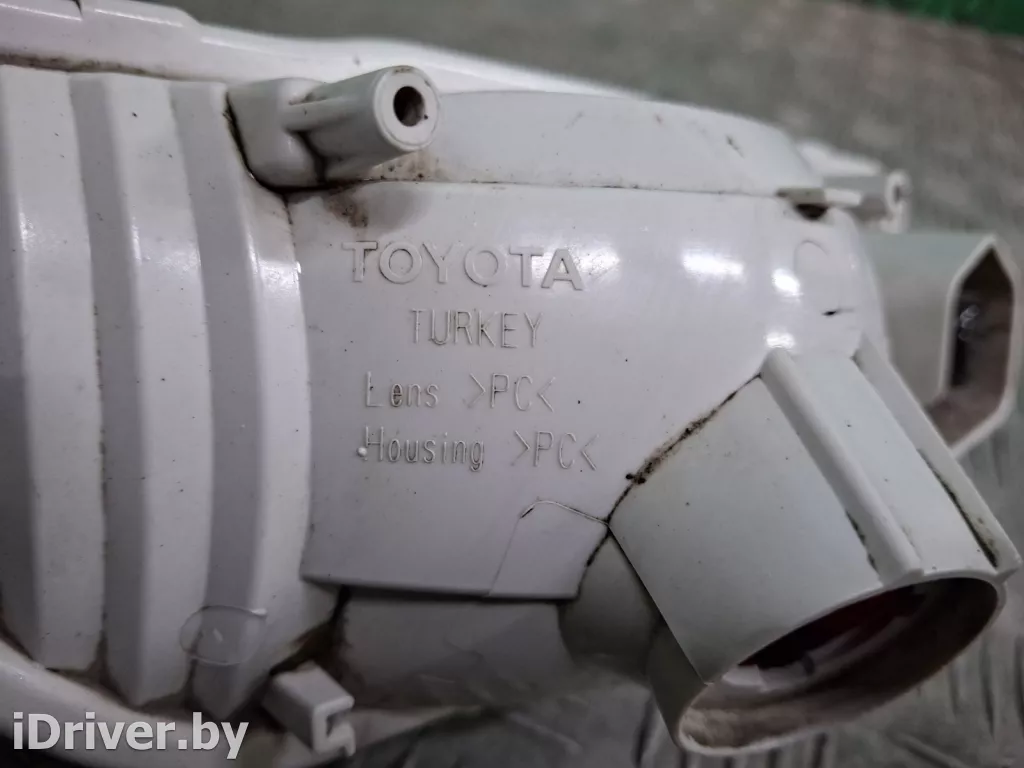 TOYOTA
TURKEY
Lens >PC<
Housing >PC<
iDriver.by